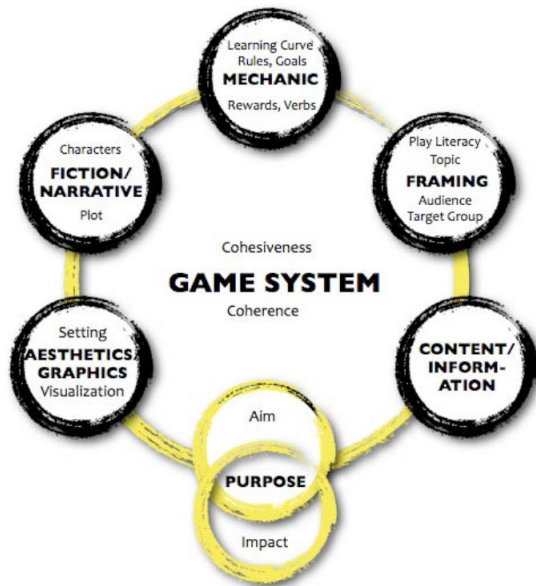 Learning Curve
Rules, Goals
MECHANIC
Rewards, Verbs
Characters
FICTION/
NARRATIVE
Plot
Play Literacy
Topic
FRAMING
Audience
Target Group
Cohesiveness
GAME SYSTEM
Coherence
Setting
AESTHETICS/
GRAPHICS
Visualization
CONTENT/
INFORM-
ATION
Aim
PURPOSE
Impact